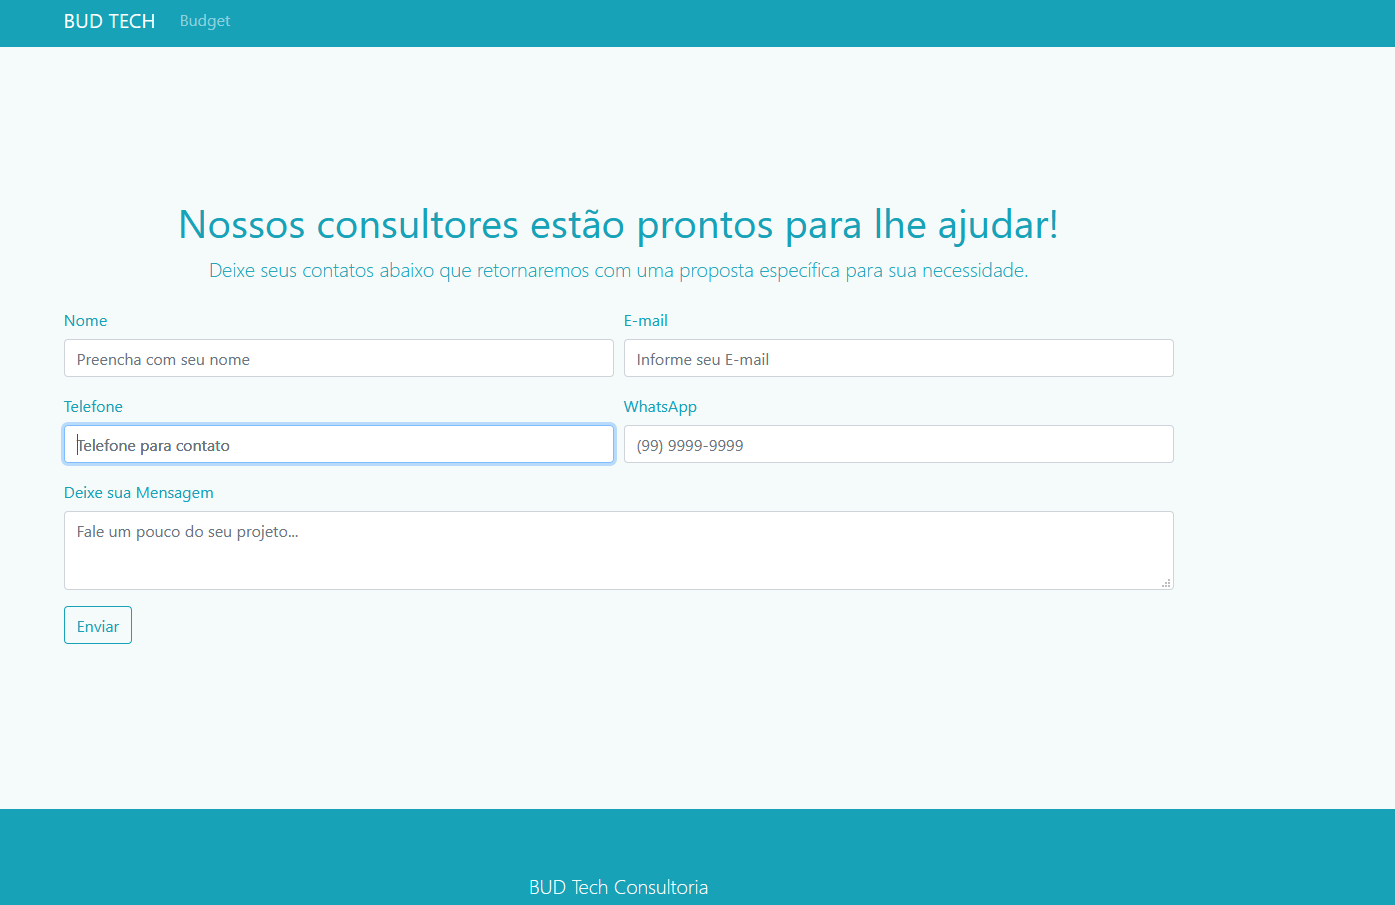 BUD TECH Budget
Nossos consultores estão prontos para lhe ajudar!
Deixe seus contatos abaixo que retornaremos com uma proposta específica para sua necessidade.
Nome
Preencha com seu nome
E-mail
Informe seu E-mail
Telefone
Telefone para contato
WhatsApp
(99) 9999-9999
Deixe sua Mensagem
Fale um pouco do seu projeto...
Enviar
BUD Tech Consultoria